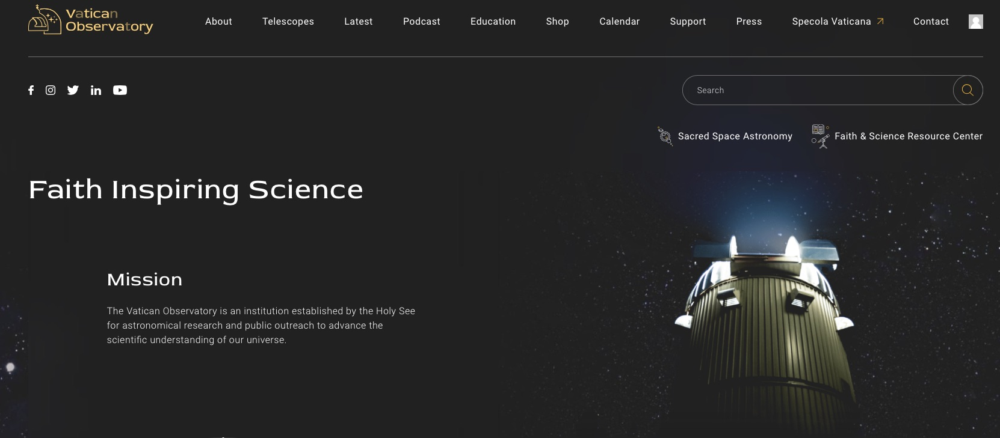 Vatican
Observatory
About
Telescopes
Latest
Podcast
Education
Shop
Calendar
Support
Press
Specola Vaticana
Contact
Search
Sacred Space Astronomy
Faith & Science Resource Center
Faith Inspiring Science
Mission
The Vatican Observatory is an institution established by the Holy See
for astronomical research and public outreach to advance the
scientific understanding of our universe.